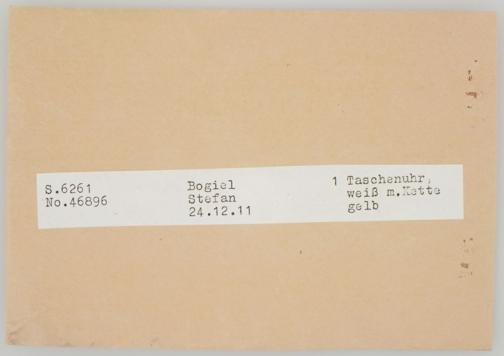 S.6261 Bogiel 1 Taschenuhr,
No.46896 Stefan weiß m.Kette
24.12.11 gelb